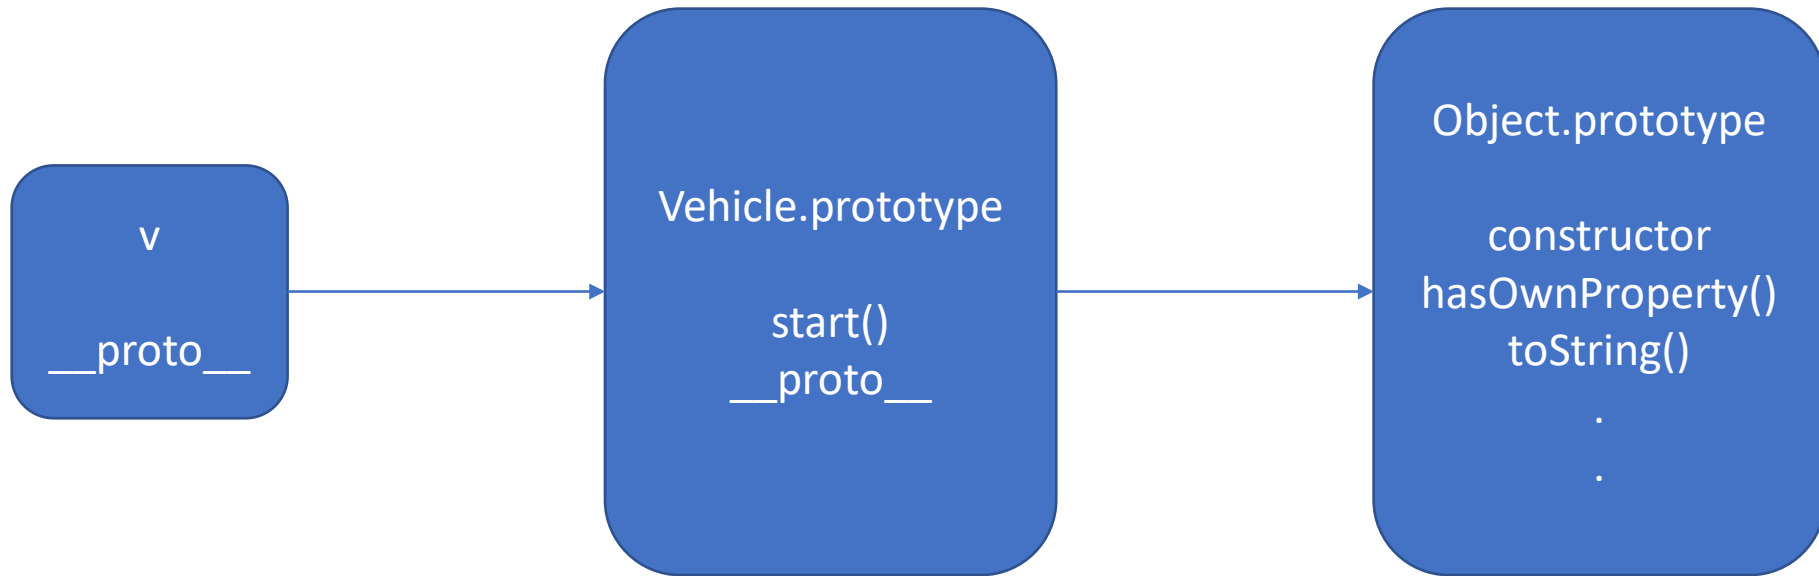 v
__proto__
Vehicle.prototype
start()
__proto__
Object.prototype
constructor
hasOwnProperty()
toString()
.
.